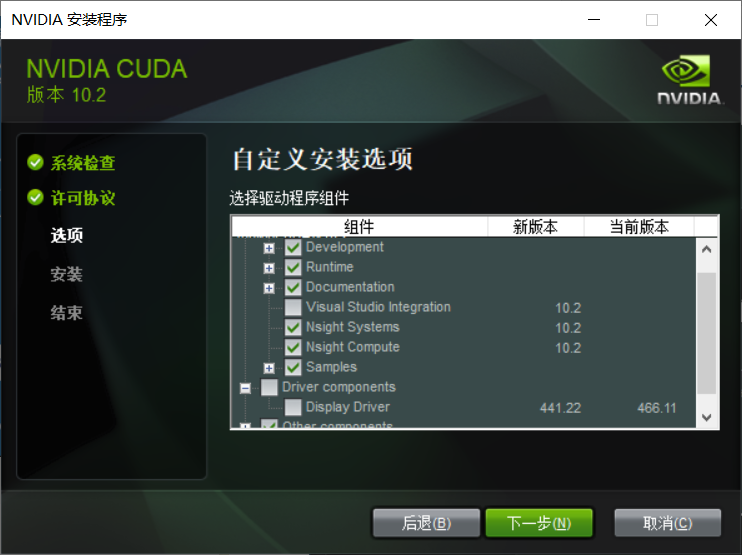 NVIDIA 安装程序
NVIDIA CUDA
版本 10.2
NVIDIA.
系统检查
许可协议
选项
安装
结束
自定义安装选项
选择驱动程序组件
组件 新版本 当前版本
Development
Runtime
Documentation
Visual Studio Integration 10.2
Nsight Systems 10.2
Nsight Compute 10.2
Samples
Driver components
Display Driver 441.22 466.11
Other components
后退(B) 下一步(N) 取消(C)